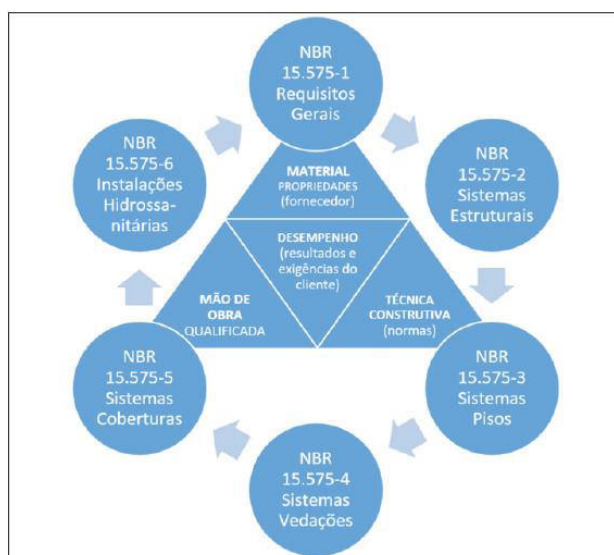 NBR
15.575-1
Requisitos
Gerais
NBR
15.575-2
Sistemas
Estruturais
NBR
15.575-3
Sistemas
Pisos
NBR
15.575-4
Sistemas
Vedações
NBR
15.575-5
Sistemas
Coberturas
NBR
15.575-6
Instalações
Hidrossa-
nitárias
MATERIAL
PROPRIEDADES
(fornecedor)
DESEMPENHO
(resultados e
exigências do
cliente)
MÃO DE
OBRA
QUALIFICADA
TÉCNICA
CONSTRUTIVA
(normas)